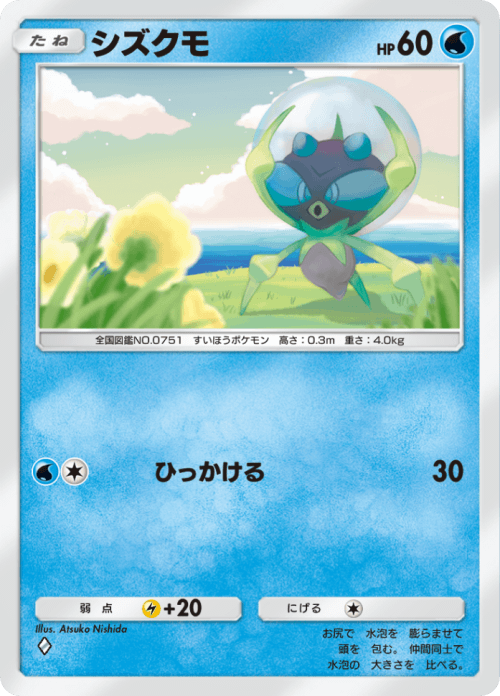 たね シズクモ HP60
全国図鑑NO.0751 すいほうポケモン 高さ:0.3m 重さ:4.0kg
ひっかける 30
弱点 +20 にげる
Illus. Atsuko Nishida
お尻で 水泡を 膨らませて
頭を 包む。仲間同士で
水泡の 大きさを 比べる。